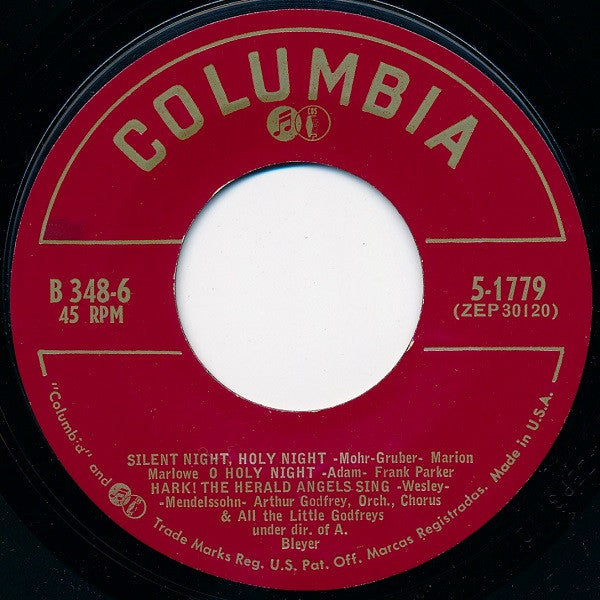 COLUMBIA
CBS
B 348-6
45 RPM
5-1779
(ZEP 30120)
SILENT NIGHT, HOLY NIGHT -Mohr-Gruber- Marion
Marlowe O HOLY NIGHT -Adam- Frank Parker
HARK! THE HERALD ANGELS SING -Wesley-
-Mendelssohn- Arthur Godfrey, Orch., Chorus
& All the Little Godfreys
under dir. of A.
Bleyer
"Columbia" and Trade Marks Reg. U.S. Pat. Off. Marcas Registradas. Made in U.S.A.